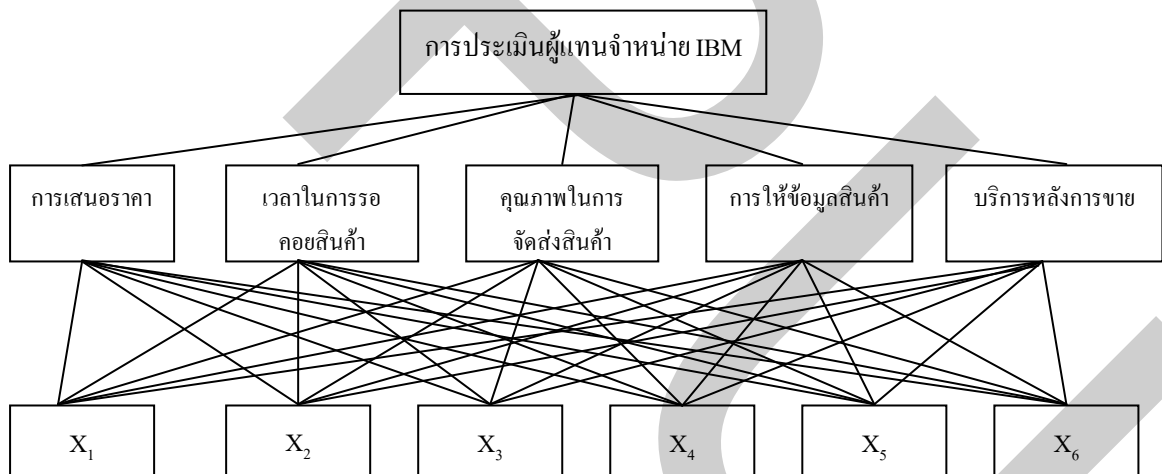 การประเมินผู้แทนจำหน่าย IBM
การเสนอราคา
เวลาในการรอ
คอยสินค้า
คุณภาพในการ
จัดส่งสินค้า
การให้ข้อมูลสินค้า
บริการหลังการขาย
X₁
X₂
X₃
X₄
X₅
X₆